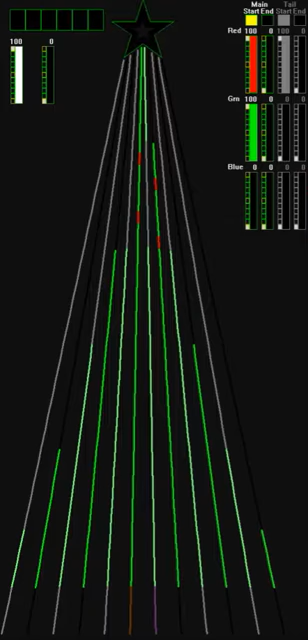 Main Tail
Start End Start End
Red 100 0 100 0
100 0
Grn 100 0 0 0
Blue 0 0 0 0